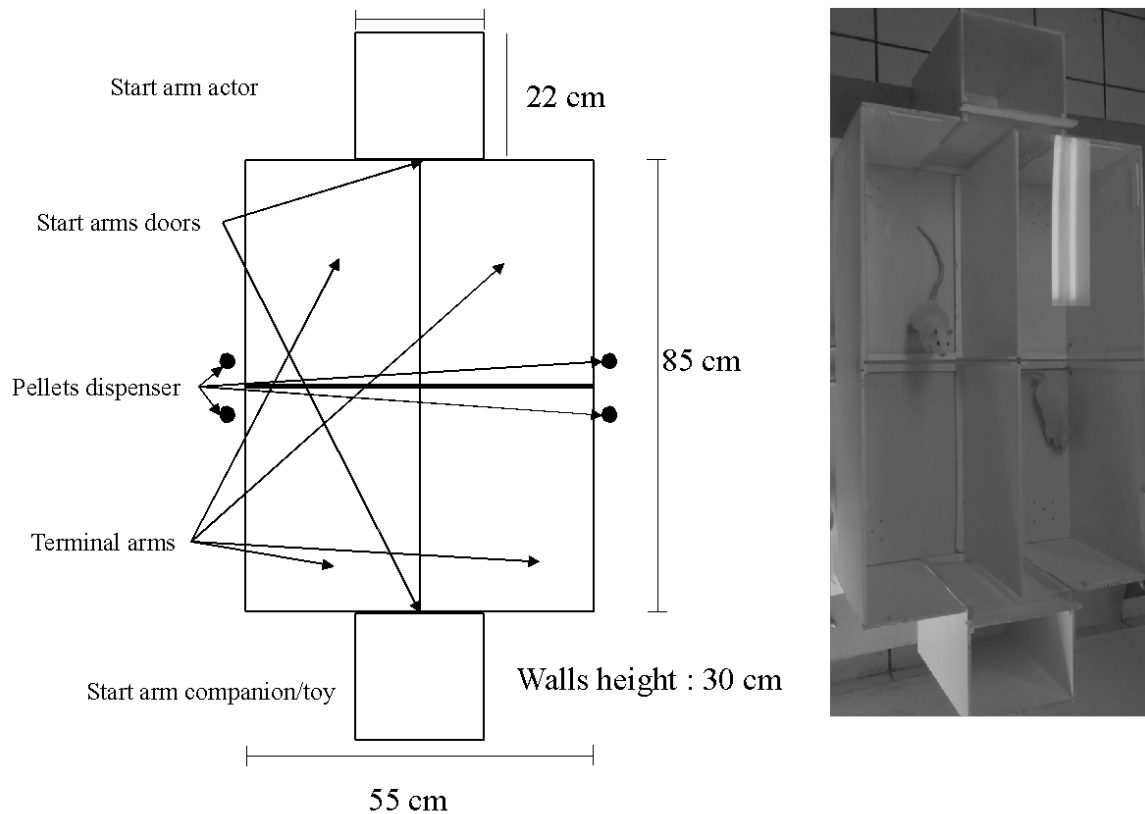 Start arm actor
22 cm
Start arms doors
85 cm
Pellets dispenser
Terminal arms
Start arm companion/toy
Walls height : 30 cm
55 cm